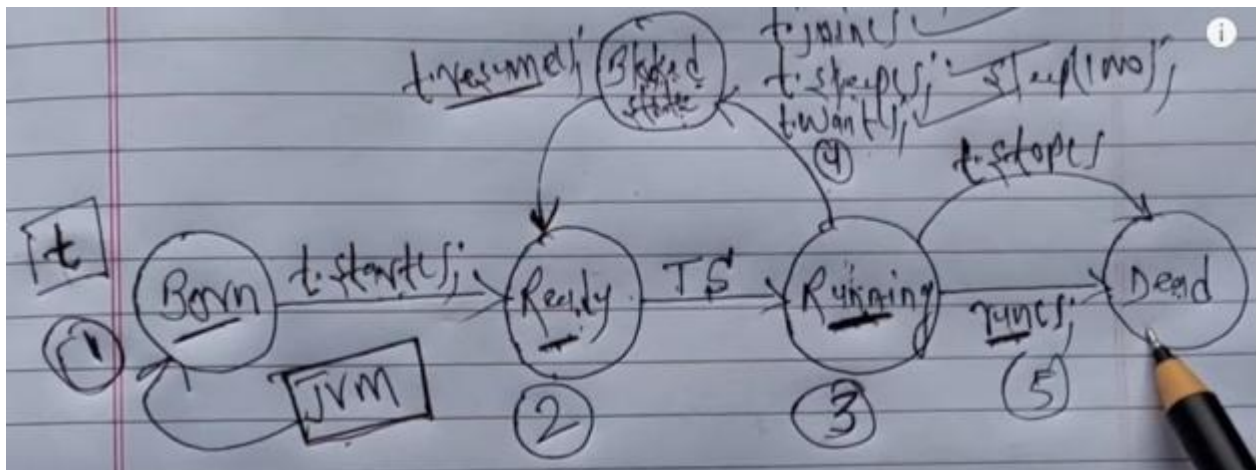 t.join()
t.resume(); Blocked t.sleep(); sleep(1000);
state t.wait();
4
t.stop()
t
Born t.start(); Ready TS Running run(); Dead
1
JVM 2 3 5
i